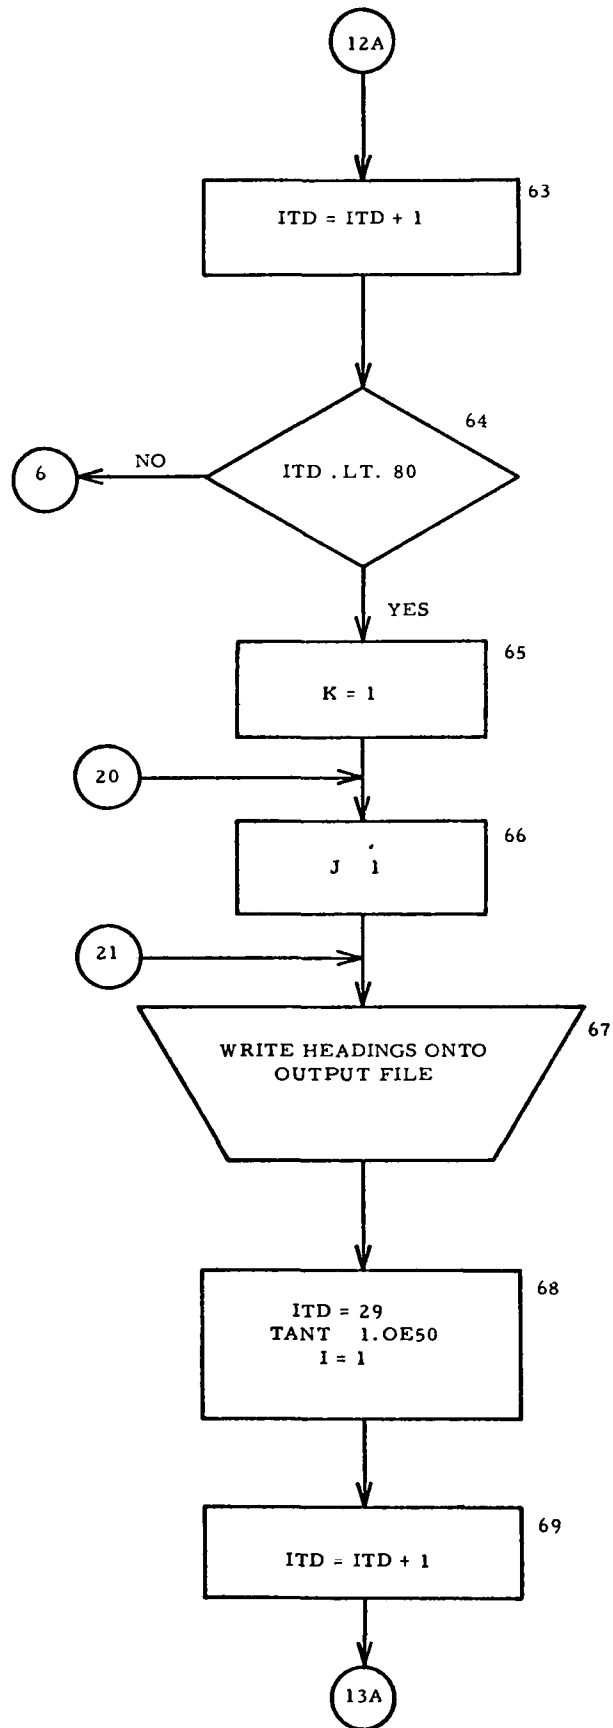 12A
63
ITD = ITD + 1
64
ITD .LT. 80
NO
6
YES
65
K = 1
20
66
J 1
21
67
WRITE HEADINGS ONTO
OUTPUT FILE
68
ITD = 29
TANT 1.OE50
I = 1
69
ITD = ITD + 1
13A